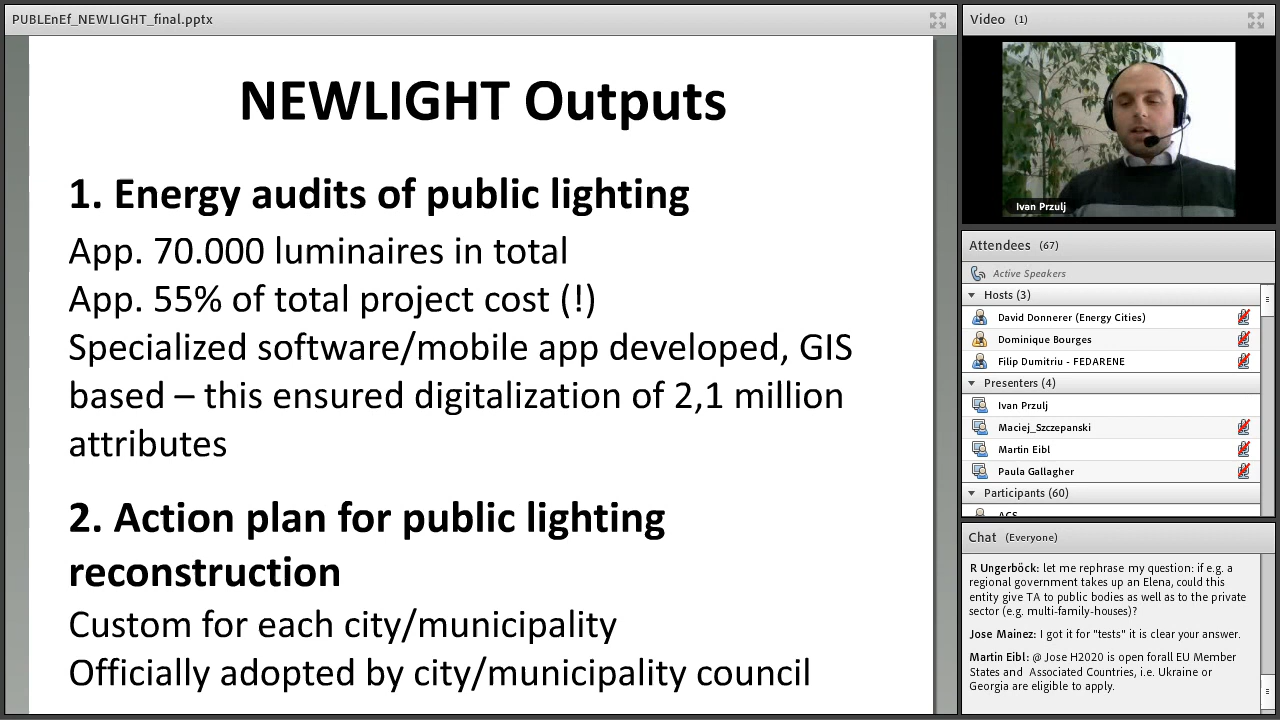 PUBLEnEf_NEWLIGHT_final.pptx
NEWLIGHT Outputs
1. Energy audits of public lighting
App. 70.000 luminaires in total
App. 55% of total project cost (!)
Specialized software/mobile app developed, GIS
based – this ensured digitalization of 2,1 million
attributes
2. Action plan for public lighting
reconstruction
Custom for each city/municipality
Officially adopted by city/municipality council
Video (1)
Ivan Przulj
Attendees (67)
Active Speakers
Hosts (3)
David Donnerer (Energy Cities)
Dominique Bourges
Filip Dumitriu - FEDARENE
Presenters (4)
Ivan Przulj
Maciej_Szczepanski
Martin Eibl
Paula Gallagher
Participants (60)
ACS
Chat (Everyone)
R Ungerböck: let me rephrase my question: if e.g. a
regional government takes up an Elena, could this
entity give TA to public bodies as well as to the private
sector (e.g. multi-family-houses)?
Jose Mainez: I got it for "tests" it is clear your answer.
Martin Eibl: @ Jose H2020 is open forall EU Member
States and Associated Countries, i.e. Ukraine or
Georgia are eligible to apply.